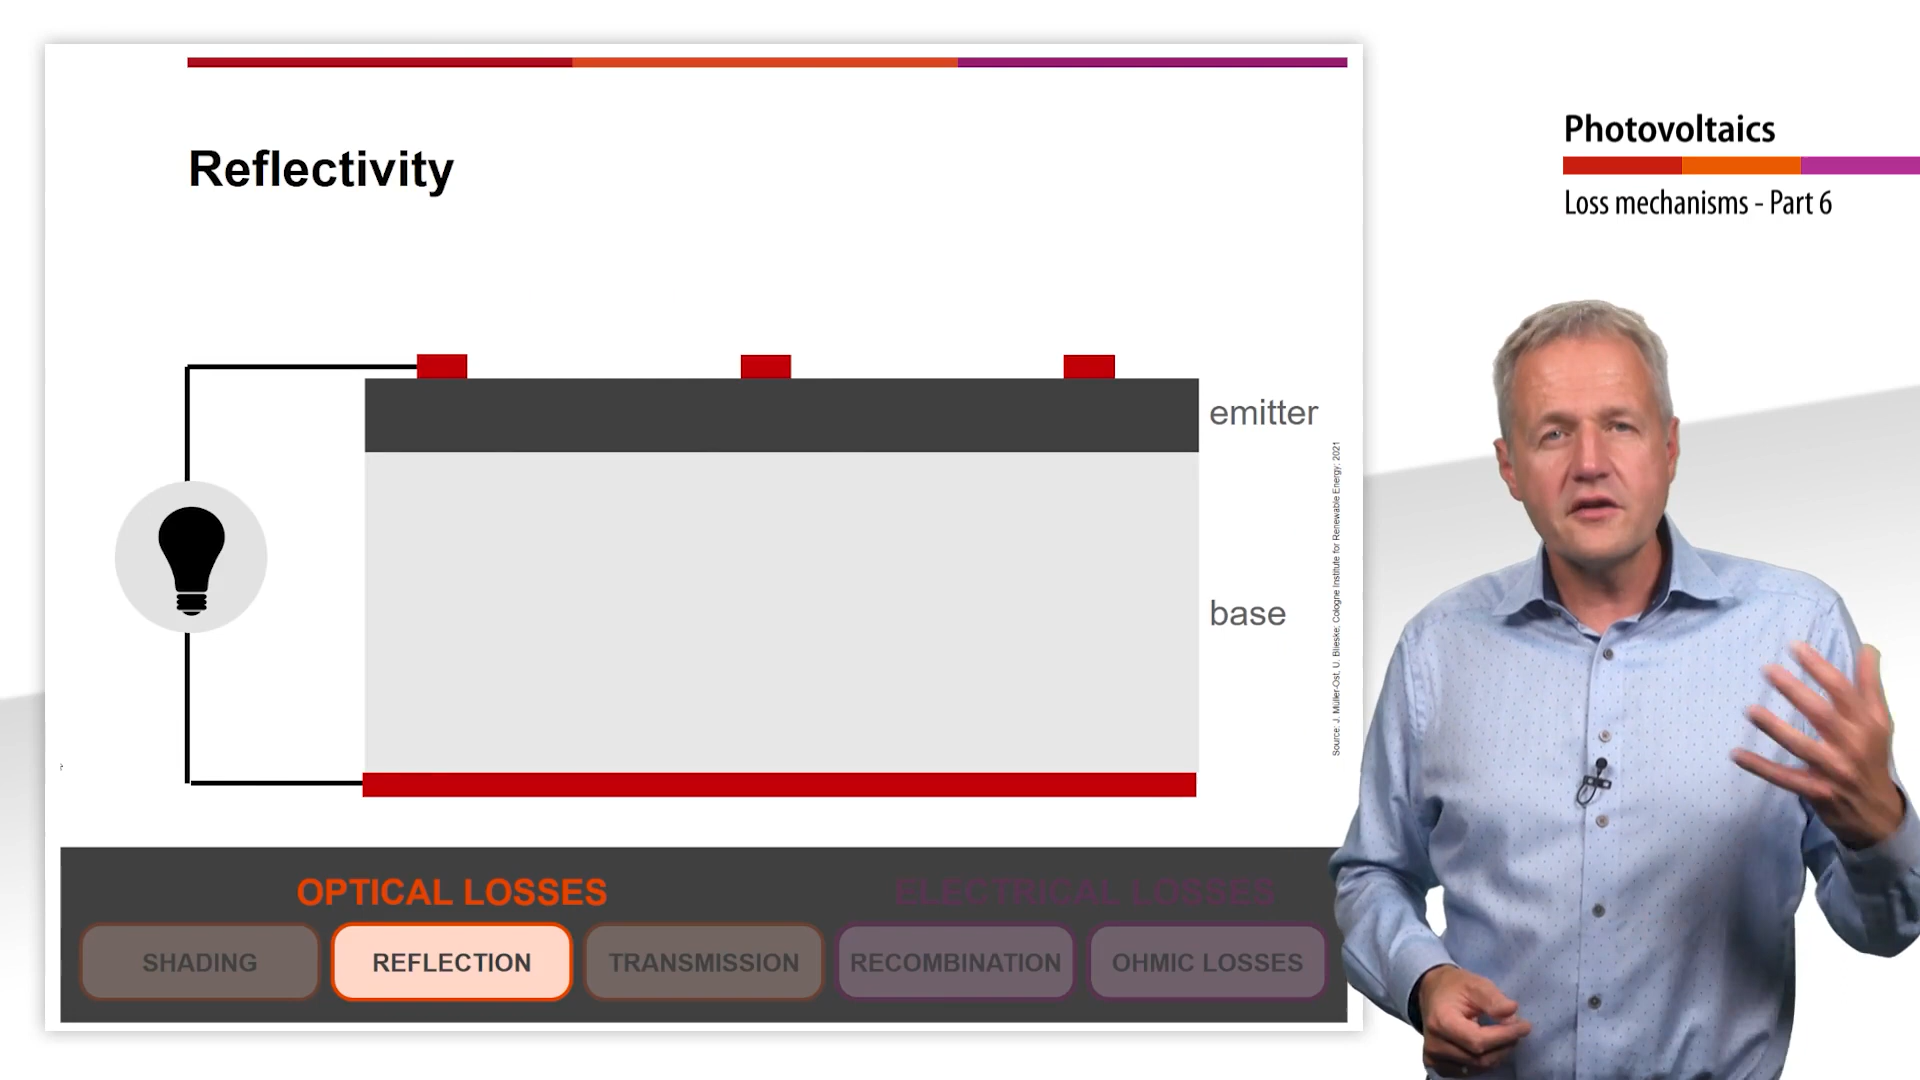 Reflectivity
emitter
base
Source: J. Müller-Ost, U. Blieske; Cologne Institute for Renewable Energy; 2021
OPTICAL LOSSES
ELECTRICAL LOSSES
SHADING
REFLECTION
TRANSMISSION
RECOMBINATION
OHMIC LOSSES
Photovoltaics
Loss mechanisms - Part 6